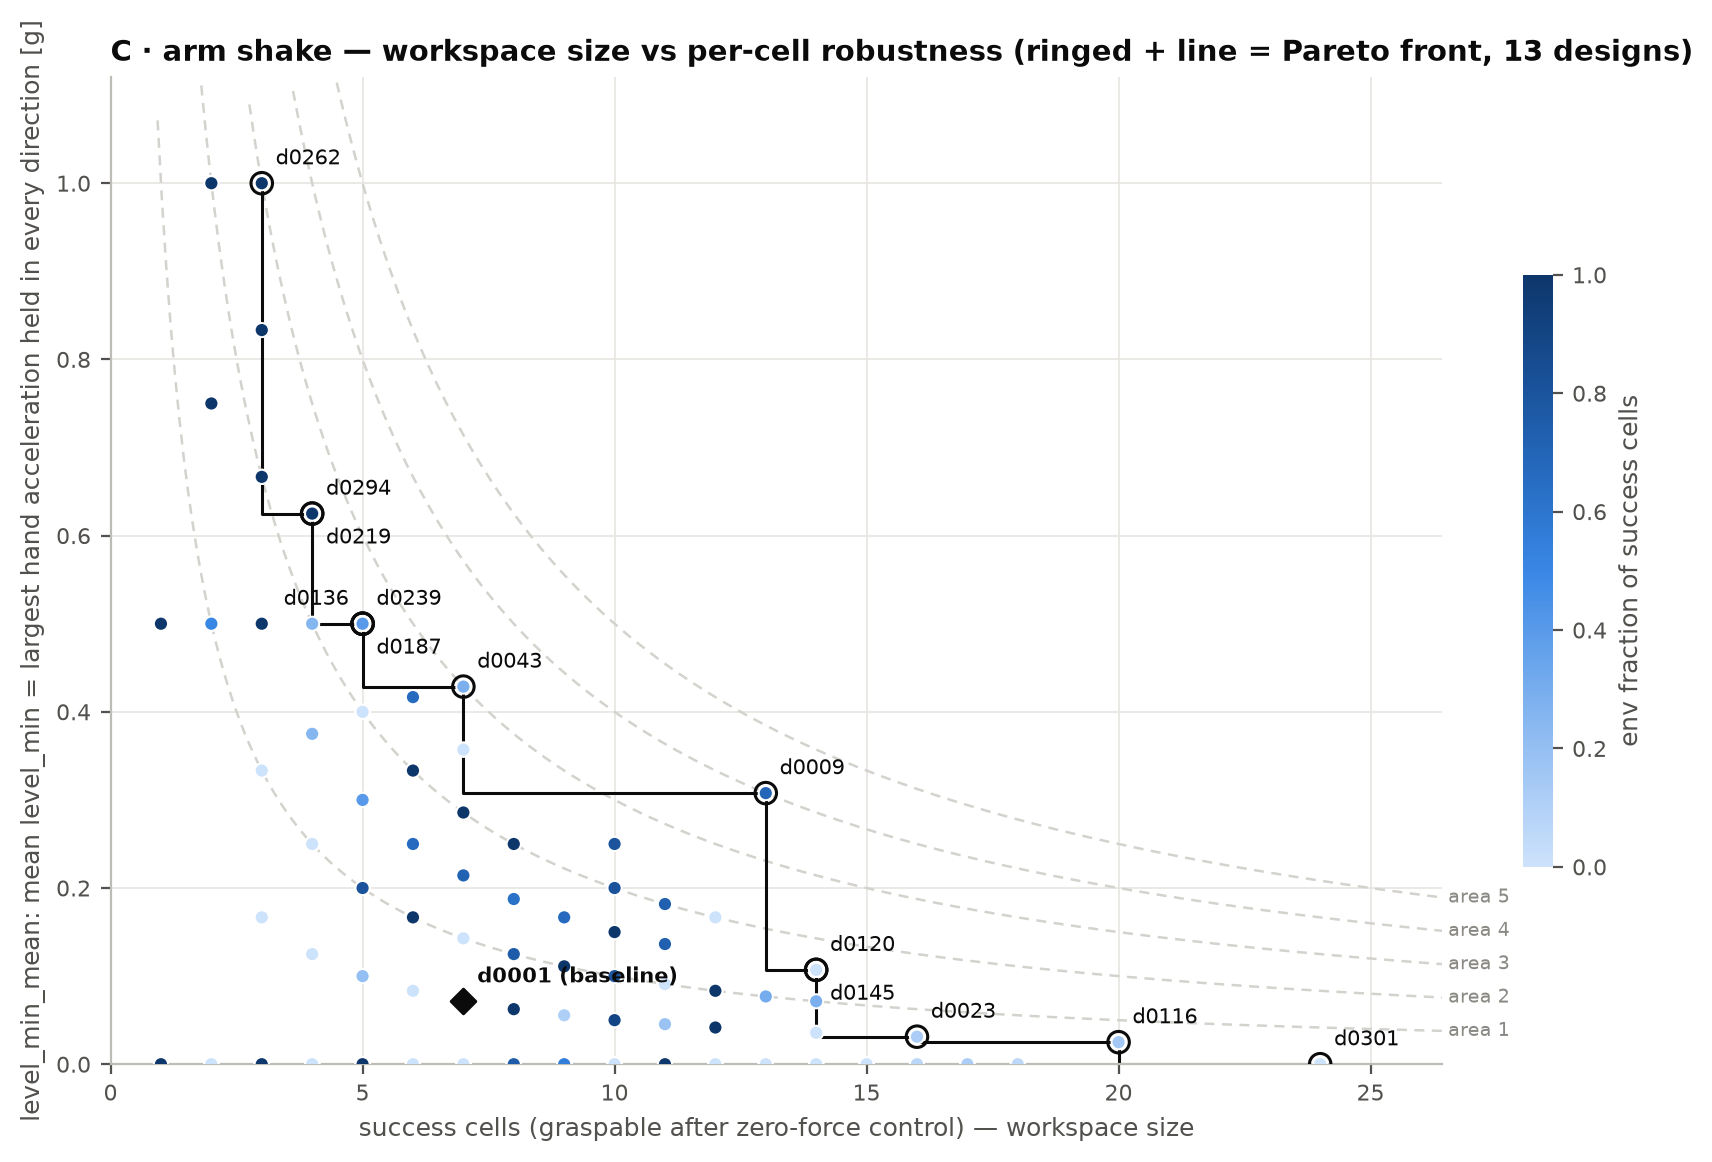 C · arm shake — workspace size vs per-cell robustness (ringed + line = Pareto front, 13 designs)
level_min_mean: mean level_min = largest hand acceleration held in every direction [g]
1.0
0.8
0.6
0.4
0.2
0.0
d0262
d0294
d0219
d0136
d0239
d0187
d0043
d0009
d0120
d0001 (baseline)
d0145
d0023
d0116
d0301
area 5
area 4
area 3
area 2
area 1
0
5
10
15
20
25
success cells (graspable after zero-force control) — workspace size
1.0
0.8
0.6
0.4
0.2
0.0
env fraction of success cells